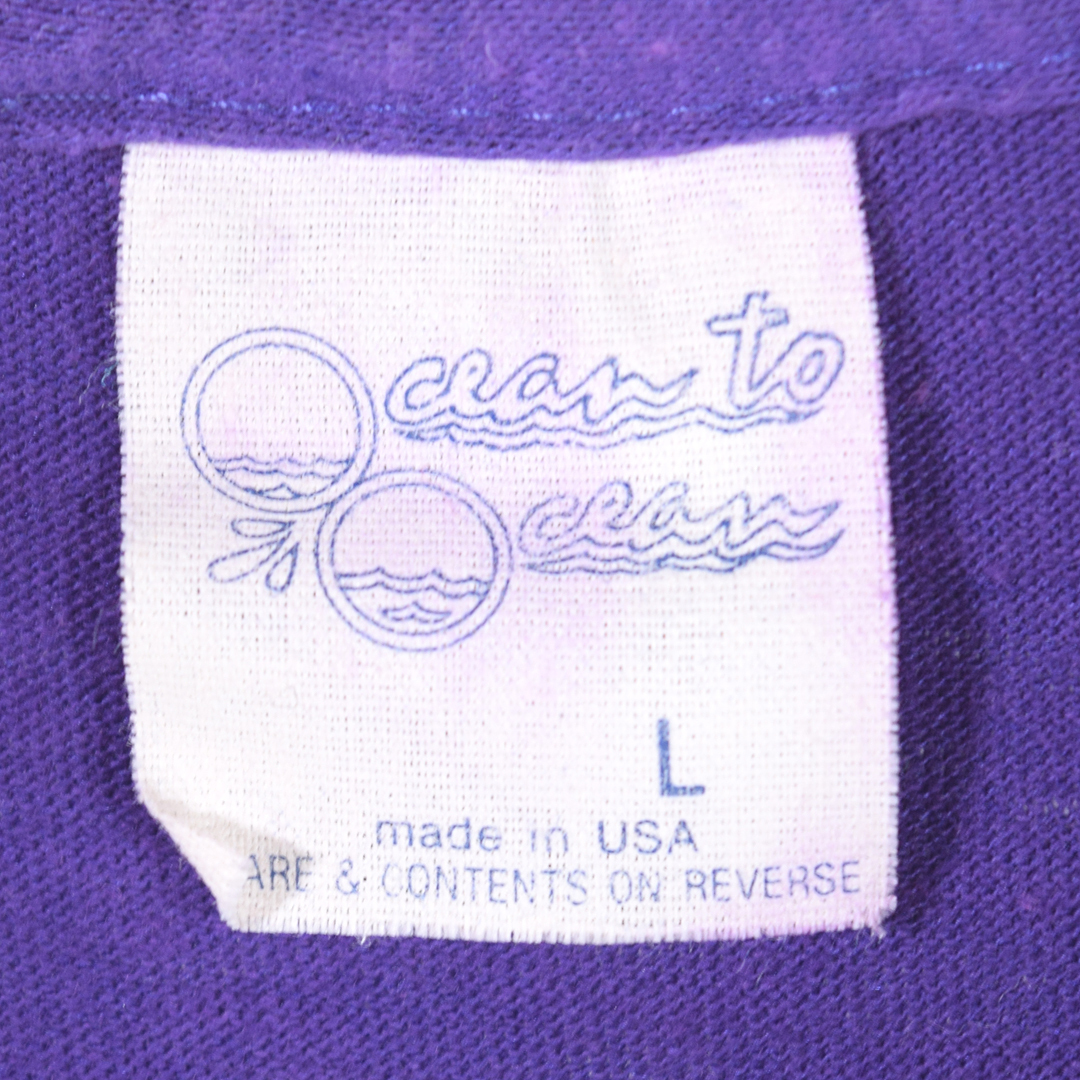 Ocean to
Ocean
L
made in USA
ARE & CONTENTS ON REVERSE